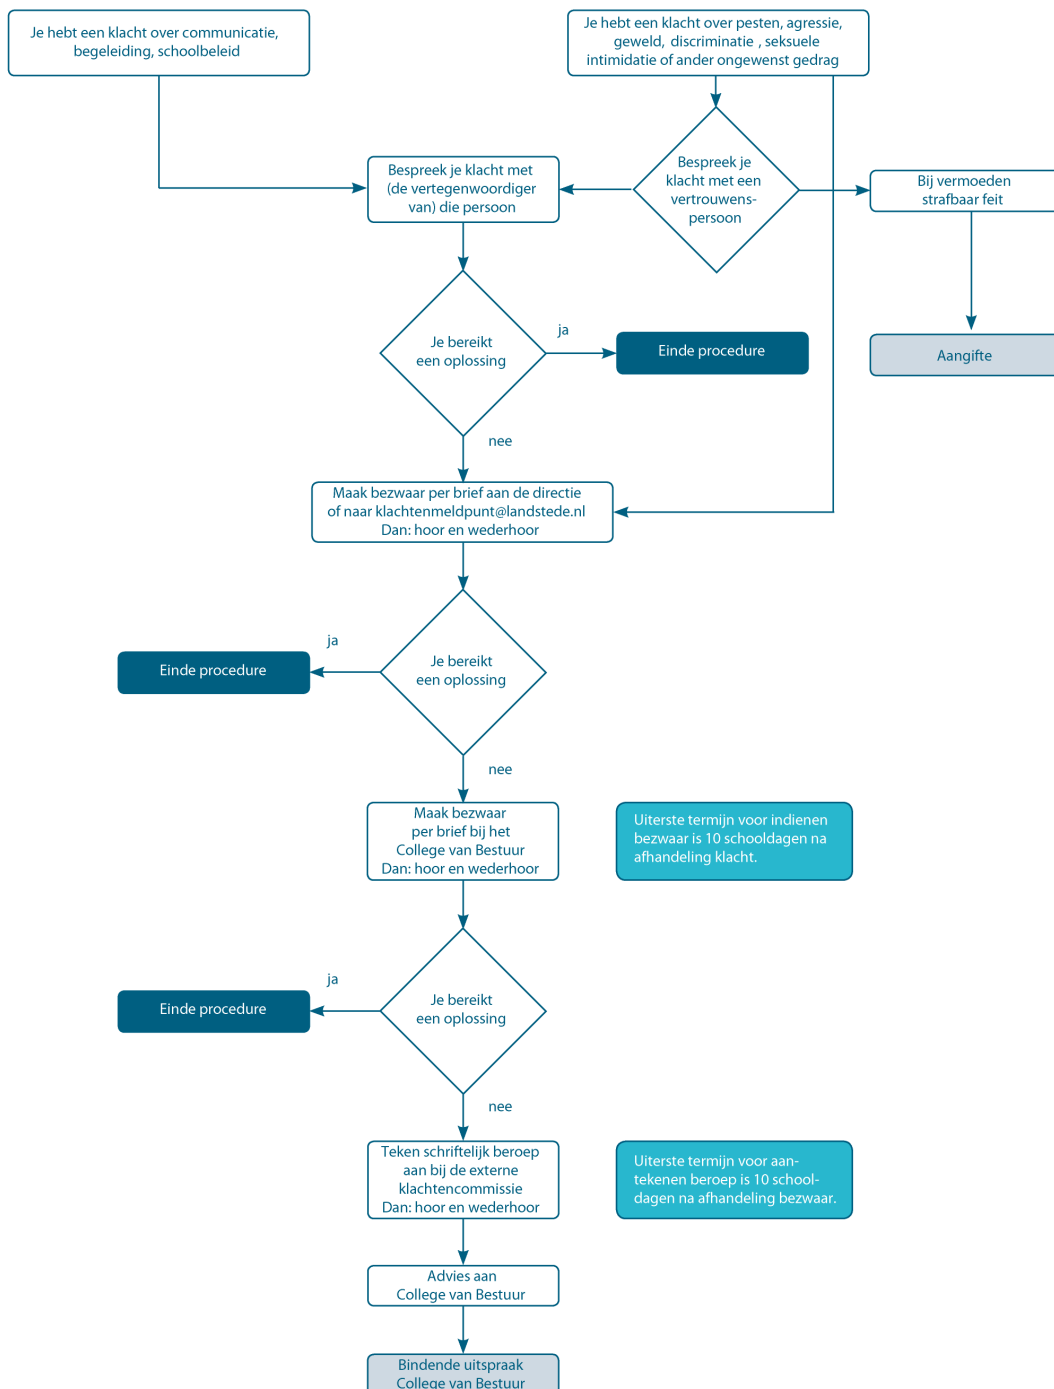 Je hebt een klacht over communicatie,
begeleiding, schoolbeleid
Je hebt een klacht over pesten, agressie,
geweld, discriminatie , seksuele
intimidatie of ander ongewenst gedrag
Bespreek je klacht met
(de vertegenwoordiger
van) die persoon
Bespreek je
klacht met een
vertrouwens-
persoon
Bij vermoeden
strafbaar feit
Je bereikt
een oplossing
ja
Einde procedure
Aangifte
nee
Maak bezwaar per brief aan de directie
of naar klachtenmeldpunt@landstede.nl
Dan: hoor en wederhoor
ja
Einde procedure
Je bereikt
een oplossing
nee
Maak bezwaar
per brief bij het
College van Bestuur
Dan: hoor en wederhoor
Uiterste termijn voor indienen
bezwaar is 10 schooldagen na
afhandeling klacht.
ja
Einde procedure
Je bereikt
een oplossing
nee
Teken schriftelijk beroep
aan bij de externe
klachtencommissie
Dan: hoor en wederhoor
Uiterste termijn voor aan-
tekenen beroep is 10 school-
dagen na afhandeling bezwaar.
Advies aan
College van Bestuur
Bindende uitspraak
College van Bestuur